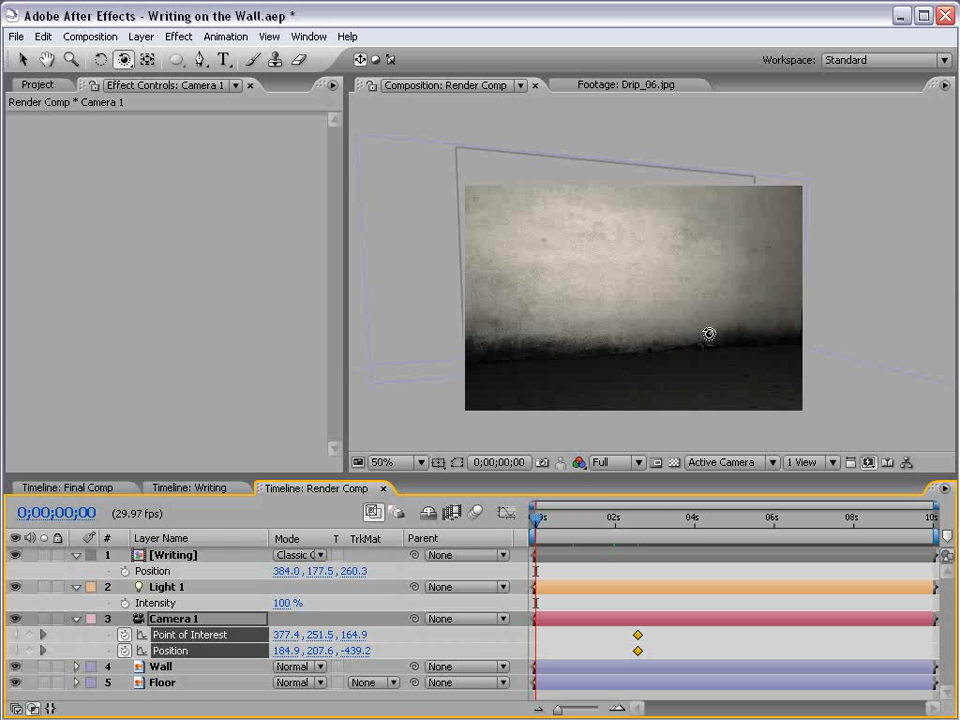 Adobe After Effects - Writing on the Wall.aep *
File Edit Composition Layer Effect Animation View Window Help
Workspace: Standard
Project Effect Controls: Camera 1 Composition: Render Comp Footage: Drip_06.jpg
Render Comp * Camera 1
50% 0;00;00;00 Full Active Camera 1 View
Timeline: Final Comp Timeline: Writing Timeline: Render Comp
0;00;00;00 (29.97 fps) 02s 04s 06s 08s 10s
# Layer Name Mode T TrkMat Parent
1 [Writing] Classic C None
Position 384.0, 177.5, 260.3
2 Light 1 None
Intensity 100 %
3 Camera 1 None
Point of Interest 377.4, 251.5, 164.9
Position 184.9, 207.6, -439.2
4 Wall Normal None
5 Floor Normal None None